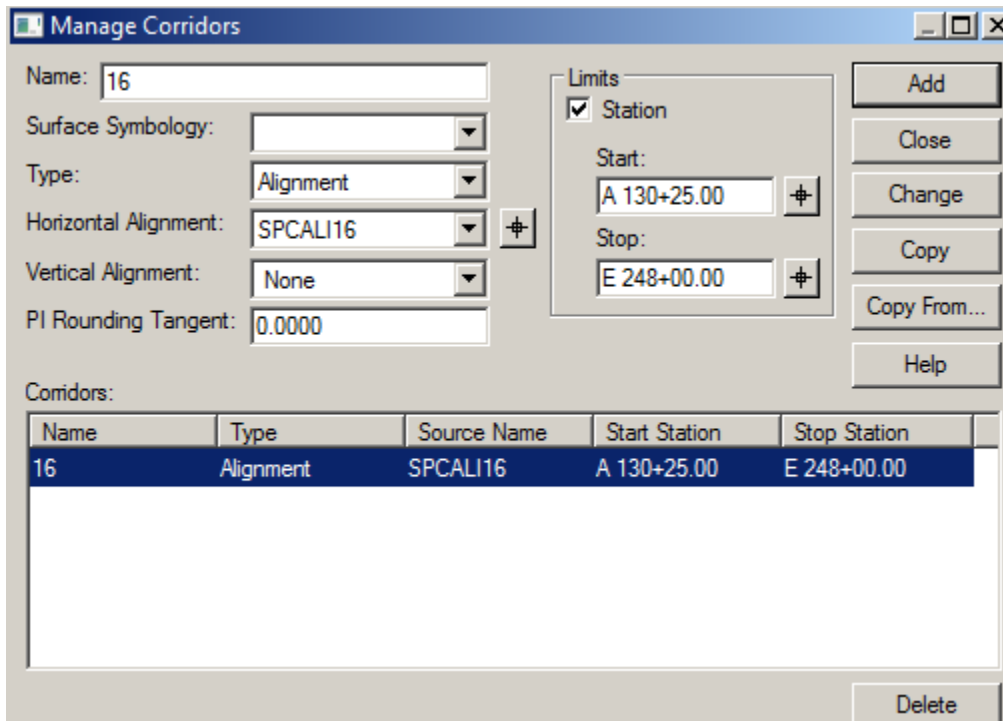 Manage Corridors
Name: 16
Surface Symbology:
Type: Alignment
Horizontal Alignment: SPCALI16
Vertical Alignment: None
PI Rounding Tangent: 0.0000
Limits
Station
Start:
A 130+25.00
Stop:
E 248+00.00
Add
Close
Change
Copy
Copy From...
Help
Corridors:
Name Type Source Name Start Station Stop Station
16 Alignment SPCALI16 A 130+25.00 E 248+00.00
Delete